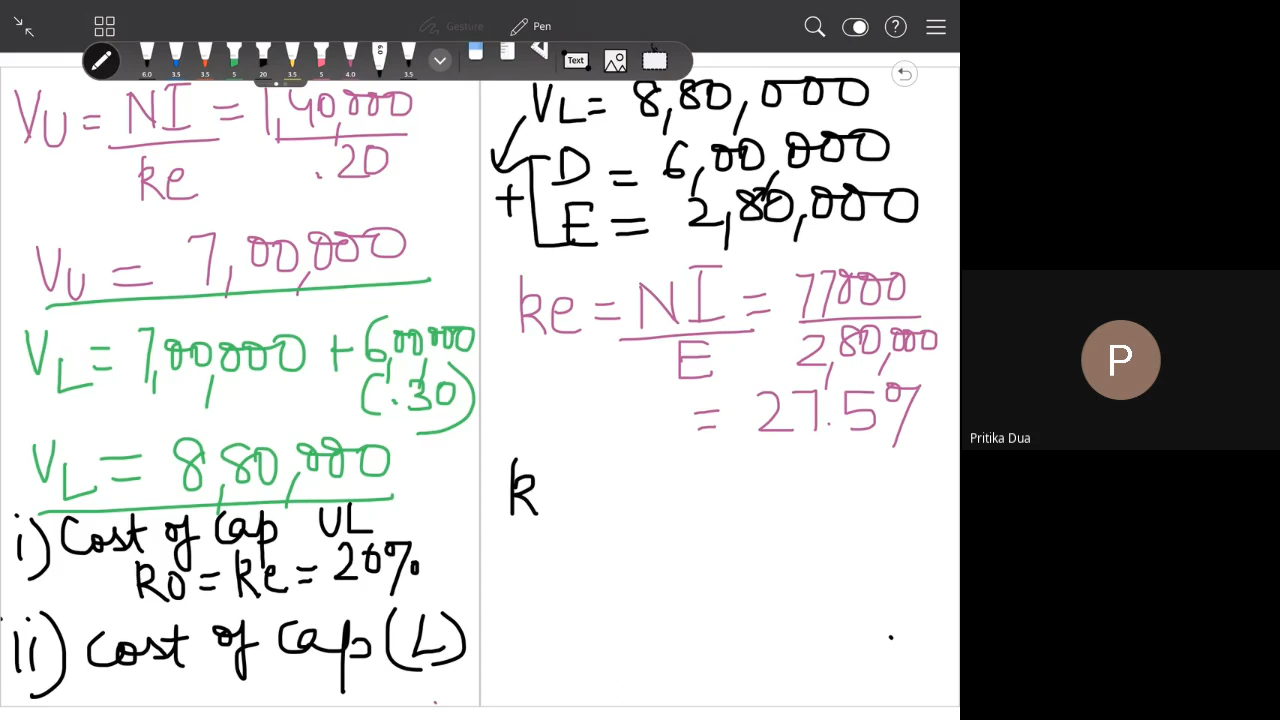 Gesture
Pen
6.0 3.5 3.5 5 20 3.5 5 4.0 6.0 3.5
Text
VU = NI = 1,40,000
ke .20
VU = 7,00,000
VL = 7,00,000 + 6,00,000
(.30)
VL = 8,80,000
i) Cost of Cap UL
Ko = ke = 20%
ii) Cost of Cap (L)
VL = 8,80,000
D = 6,00,000
+
E = 2,80,000
ke = NI = 77000
E 2,80,000
= 27.5%
k
P
Pritika Dua